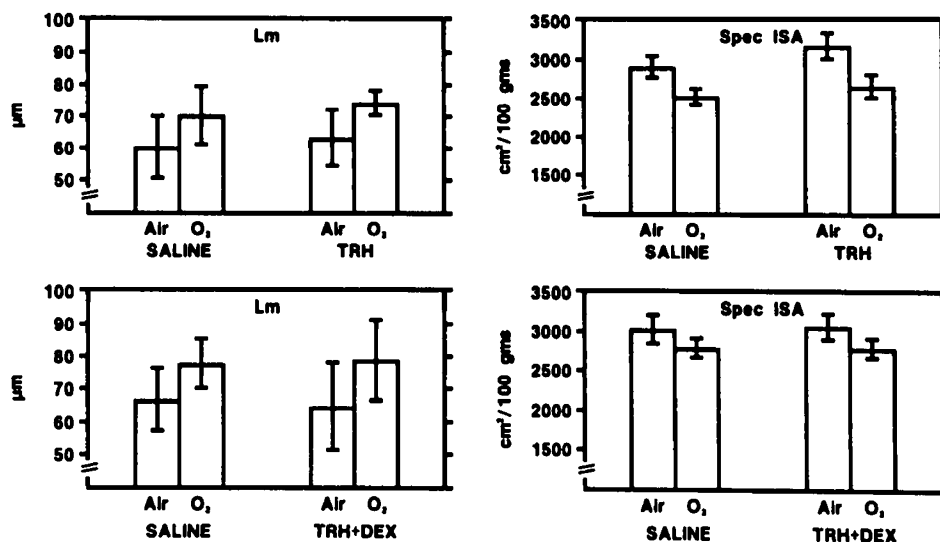 Lm
100
90
80
70
60
50
μm
Air O₂ Air O₂
SALINE TRH
Spec ISA
3500
3000
2500
2000
1500
cm²/100 gms
Air O₂ Air O₂
SALINE TRH
Lm
100
90
80
70
60
50
μm
Air O₂ Air O₂
SALINE TRH+DEX
Spec ISA
3500
3000
2500
2000
1500
cm²/100 gms
Air O₂ Air O₂
SALINE TRH+DEX